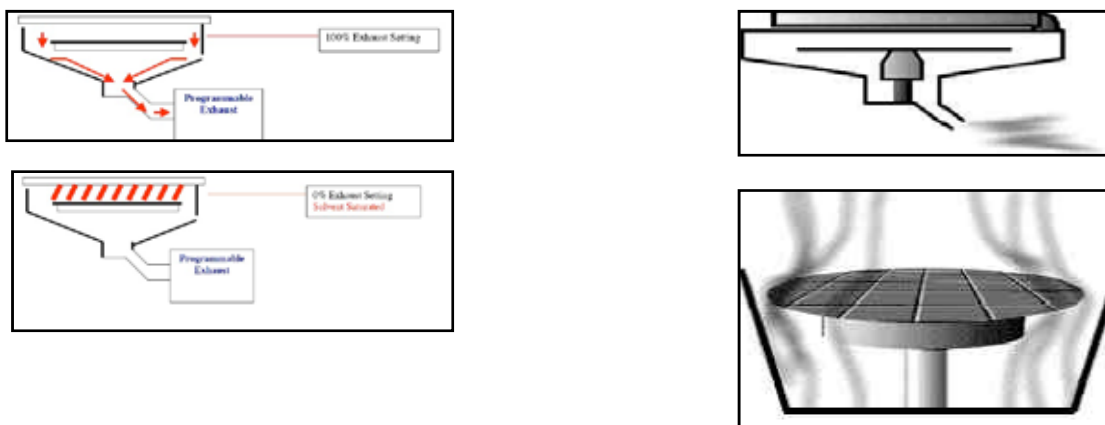 100% Exhaust Setting
Programmable
Exhaust
0% Exhaust Setting
Solvent Saturated
Programmable
Exhaust